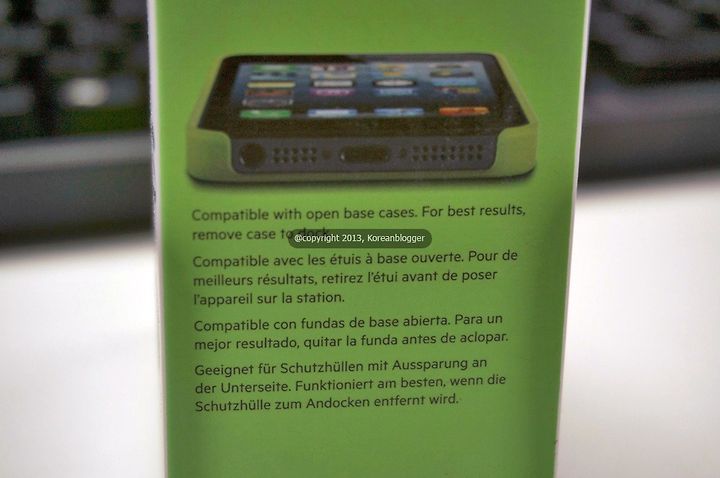 Compatible with open base cases. For best results,
remove case to dock.
@copyright 2013, Koreanblogger
Compatible avec les étuis à base ouverte. Pour de
meilleurs résultats, retirez l'étui avant de poser
l'appareil sur la station.
Compatible con fundas de base abierta. Para un
mejor resultado, quitar la funda antes de aclopar.
Geeignet für Schutzhüllen mit Aussparung an
der Unterseite. Funktioniert am besten, wenn die
Schutzhülle zum Andocken entfernt wird.